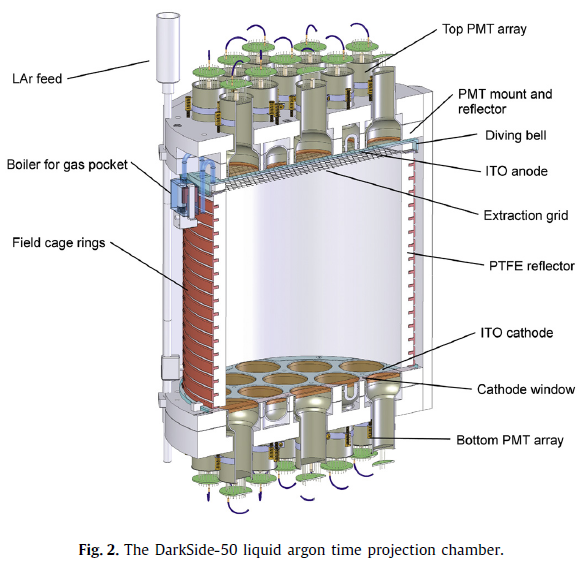 Top PMT array
LAr feed
PMT mount and
reflector
Diving bell
Boiler for gas pocket
ITO anode
Extraction grid
Field cage rings
PTFE reflector
ITO cathode
Cathode window
Bottom PMT array
Fig. 2. The DarkSide-50 liquid argon time projection chamber.